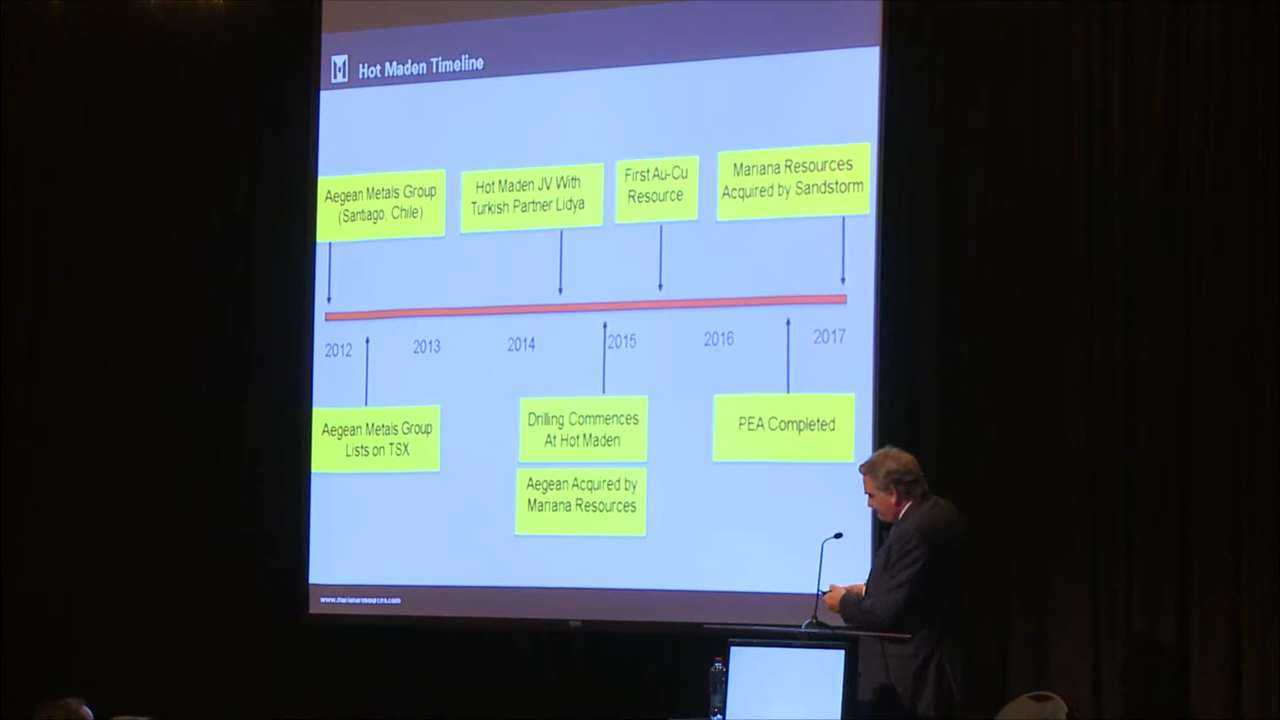 Hot Maden Timeline
Aegean Metals Group
(Santiago, Chile)
Hot Maden JV With
Turkish Partner Lidya
First Au-Cu
Resource
Mariana Resources
Acquired by Sandstorm
2012
2013
2014
2015
2016
2017
Aegean Metals Group
Lists on TSX
Drilling Commences
At Hot Maden
Aegean Acquired by
Mariana Resources
PEA Completed
www.marianaresources.com